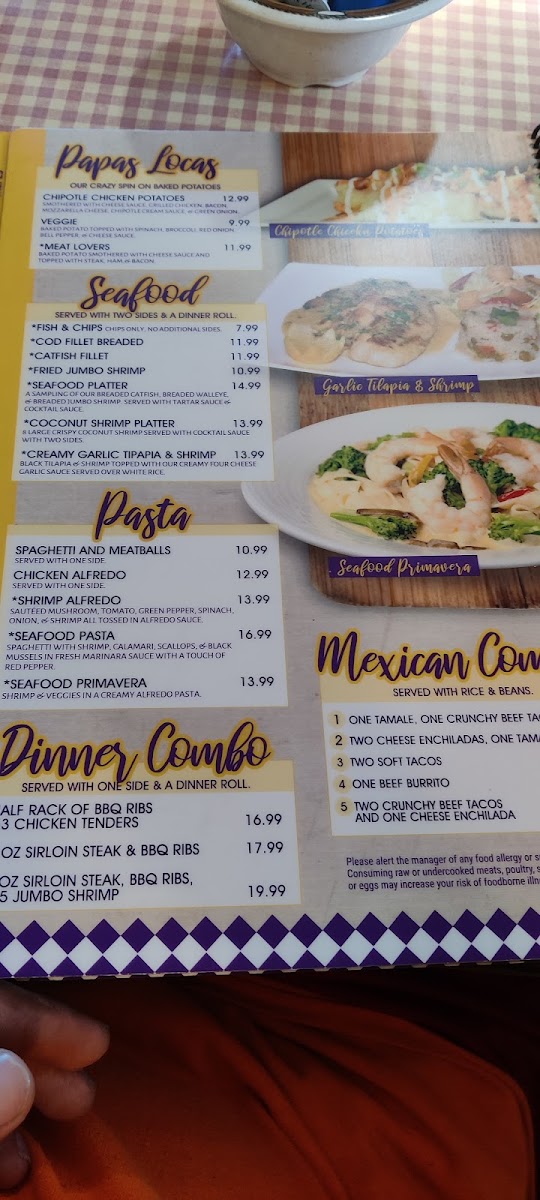 Papas Locas
OUR CRAZY SPIN ON BAKED POTATOES
CHIPOTLE CHICKEN POTATOES 12.99
SMOTHERED WITH CHEESE SAUCE, GRILLED CHICKEN, BACON,
MOZZARELLA CHEESE, CHIPOTLE CREAM SAUCE, & GREEN ONION.
VEGGIE 9.99
BAKED POTATO TOPPED WITH SPINACH, BROCCOLI, RED ONION
BELL PEPPER, & CHEESE SAUCE.
*MEAT LOVERS 11.99
BAKED POTATO SMOTHERED WITH CHEESE SAUCE AND
TOPPED WITH STEAK, HAM & BACON.
Chipotle Chicken Potatoes
Seafood
SERVED WITH TWO SIDES & A DINNER ROLL.
*FISH & CHIPS CHIPS ONLY. NO ADDITIONAL SIDES. 7.99
*COD FILLET BREADED 11.99
*CATFISH FILLET 11.99
*FRIED JUMBO SHRIMP 10.99
*SEAFOOD PLATTER 14.99
A SAMPLING OF OUR BREADED CATFISH, BREADED WALLEYE,
& BREADED JUMBO SHRIMP. SERVED WITH TARTAR SAUCE &
COCKTAIL SAUCE.
*COCONUT SHRIMP PLATTER 13.99
8 LARGE CRISPY COCONUT SHRIMP SERVED WITH COCKTAIL SAUCE
WITH TWO SIDES.
*CREAMY GARLIC TIPAPIA & SHRIMP 13.99
BLACK TILAPIA & SHRIMP TOPPED WITH OUR CREAMY FOUR CHEESE
GARLIC SAUCE SERVED OVER WHITE RICE.
Garlic Tilapia & Shrimp
Pasta
SPAGHETTI AND MEATBALLS 10.99
SERVED WITH ONE SIDE.
CHICKEN ALFREDO 12.99
SERVED WITH ONE SIDE.
*SHRIMP ALFREDO 13.99
SAUTÉED MUSHROOM, TOMATO, GREEN PEPPER, SPINACH,
ONION, & SHRIMP ALL TOSSED IN ALFREDO SAUCE.
*SEAFOOD PASTA 16.99
SPAGHETTI WITH SHRIMP, CALAMARI, SCALLOPS, & BLACK
MUSSELS IN FRESH MARINARA SAUCE WITH A TOUCH OF
RED PEPPER.
*SEAFOOD PRIMAVERA 13.99
SHRIMP & VEGGIES IN A CREAMY ALFREDO PASTA.
Seafood Primavera
Dinner Combo
SERVED WITH ONE SIDE & A DINNER ROLL.
ALF RACK OF BBQ RIBS
3 CHICKEN TENDERS 16.99
OZ SIRLOIN STEAK & BBQ RIBS 17.99
OZ SIRLOIN STEAK, BBQ RIBS,
5 JUMBO SHRIMP 19.99
Mexican Com
SERVED WITH RICE & BEANS.
1 ONE TAMALE, ONE CRUNCHY BEEF TA
2 TWO CHEESE ENCHILADAS, ONE TAMA
3 TWO SOFT TACOS
4 ONE BEEF BURRITO
5 TWO CRUNCHY BEEF TACOS
AND ONE CHEESE ENCHILADA
Please alert the manager of any food allergy or s
Consuming raw or undercooked meats, poultry, s
or eggs may increase your risk of foodborne illn